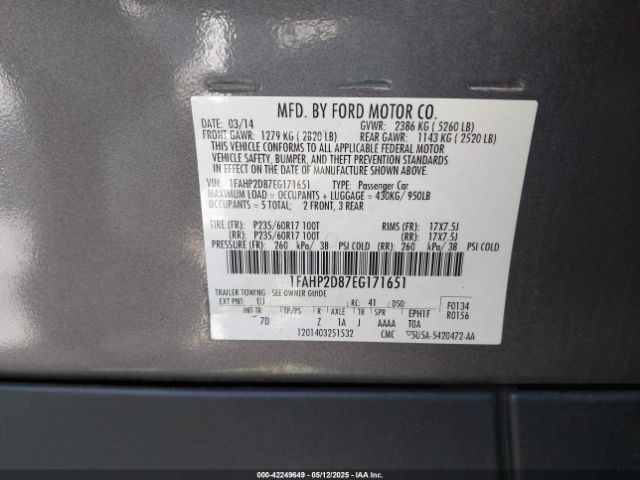 MFD. BY FORD MOTOR CO.
DATE: 03/14 GVWR: 2386 KG ( 5260 LB)
FRONT GAWR: 1279 KG ( 2820 LB) REAR GAWR: 1143 KG ( 2520 LB)
THIS VEHICLE CONFORMS TO ALL APPLICABLE FEDERAL MOTOR
VEHICLE SAFETY, BUMPER, AND THEFT PREVENTION STANDARDS
IN EFFECT ON THE DATE OF MANUFACTURE SHOWN ABOVE.
VIN: 1FAHP2D87EG171651 TYPE: Passenger Car
MAXIMUM LOAD = OCCUPANTS + LUGGAGE = 430KG/ 950LB
OCCUPANTS = 5 TOTAL; 2 FRONT, 3 REAR
TIRE (FR): P235/60R17 100T RIMS (FR): 17X7.5J
(RR): P235/60R17 100T (RR): 17X7.5J
PRESSURE (FR): 260 kPa/ 38 PSI COLD (RR): 260 kPa/ 38 PSI COLD
1FAHP2D87EG171651
TRAILER TOWING - SEE OWNER GUIDE
EXT PNT: UJ RC: 41 DSO: F0134
INT TR TP/PS R AXLE TR SPR EPH1F R0156
7D Z 1A J AAAA T0A
1201403251532 CMC 5U5A-5420472-AA
000-42249649 - 05/12/2025 - IAA Inc.